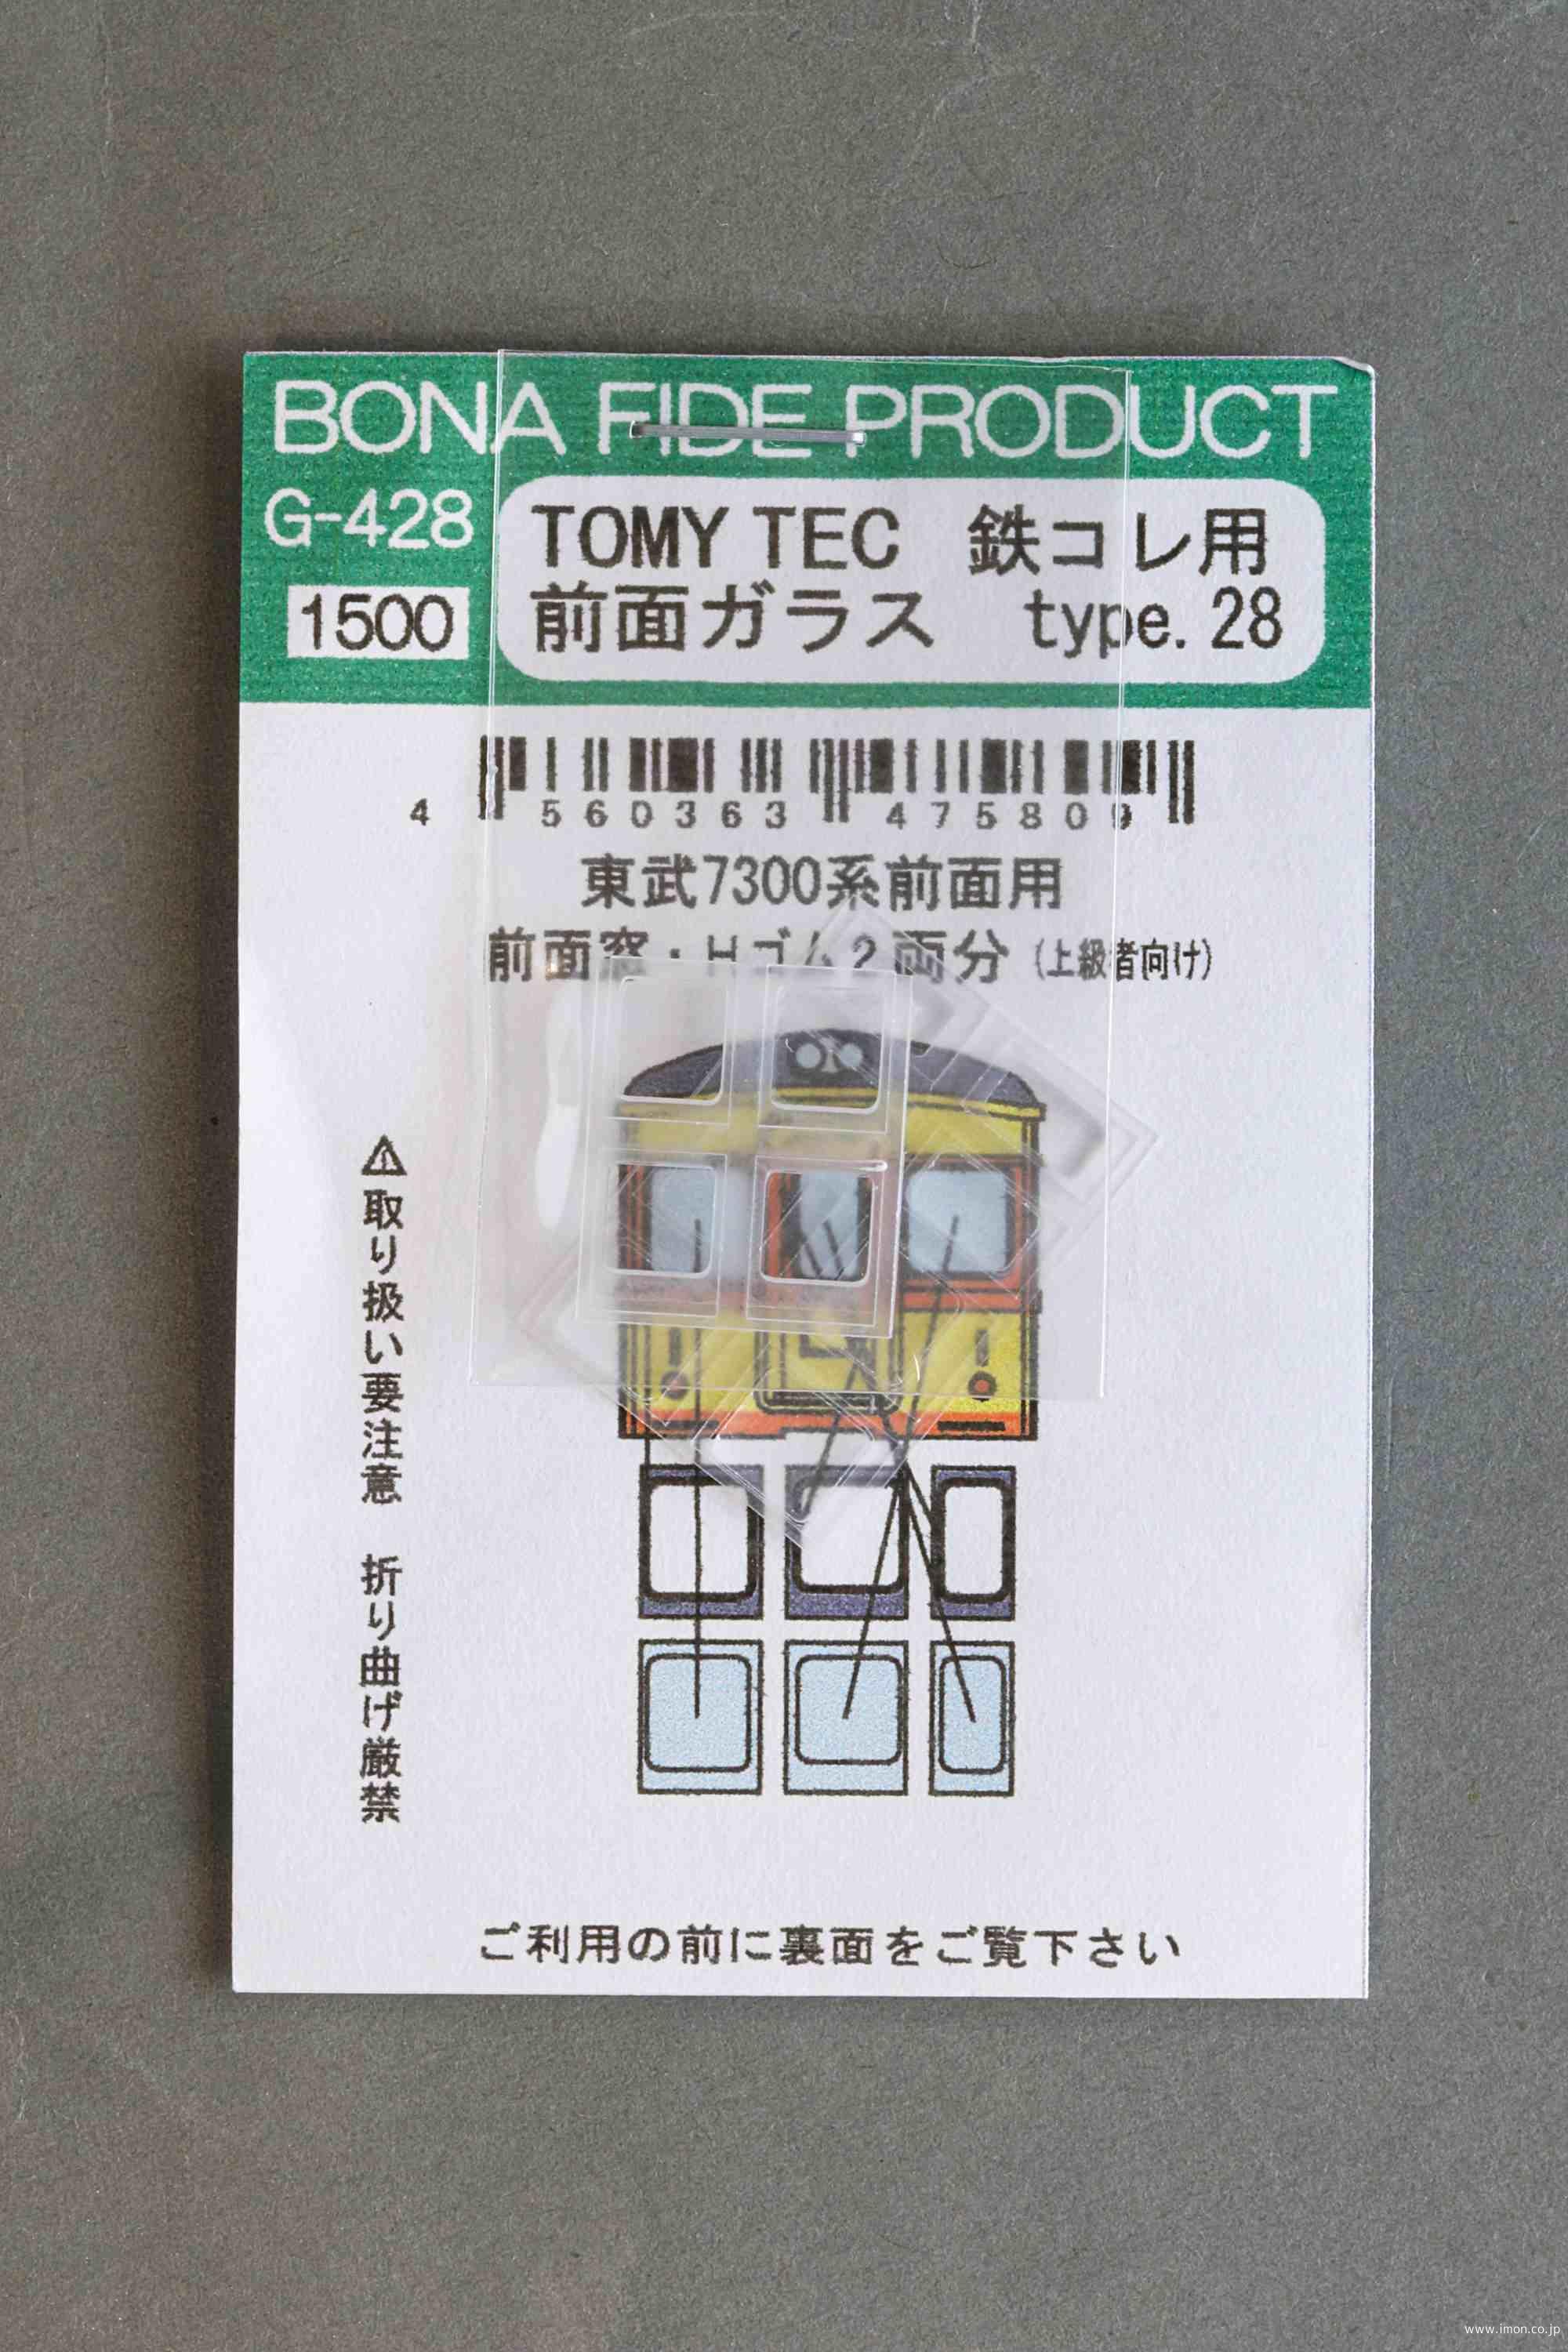 BONA FIDE PRODUCT
G-428
1500
TOMY TEC 鉄コレ用
前面ガラス type.28
4 560363 475809
東武7300系前面用
前面窓・Hゴム2両分(上級者向け)
⚠取り扱い要注意 折り曲げ厳禁
ご利用の前に裏面をご覧下さい
www.imon.co.jp